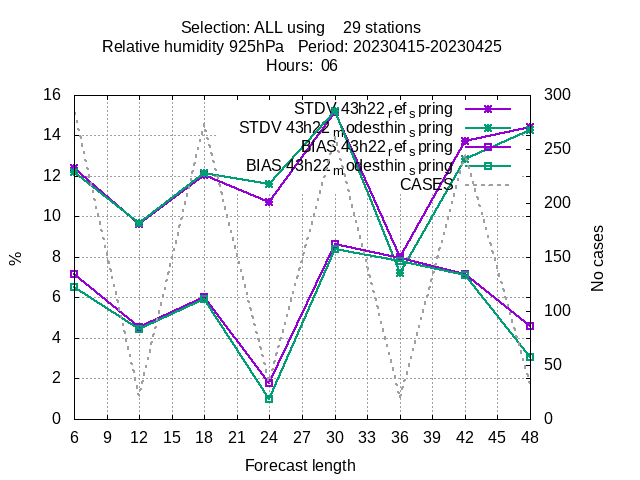 Selection: ALL using 29 stations
Relative humidity 925hPa Period: 20230415-20230425
Hours: 06
16 300
STDV 43h22_ref_spring
14 STDV 43h22_modesthin_spring 250
BIAS 43h22_ref_spring
BIAS 43h22_modesthin_spring
12 CASES
10 200
8 150
6 100
4
2 50
0 0
%
No cases
6 9 12 15 18 21 24 27 30 33 36 39 42 45 48
Forecast length